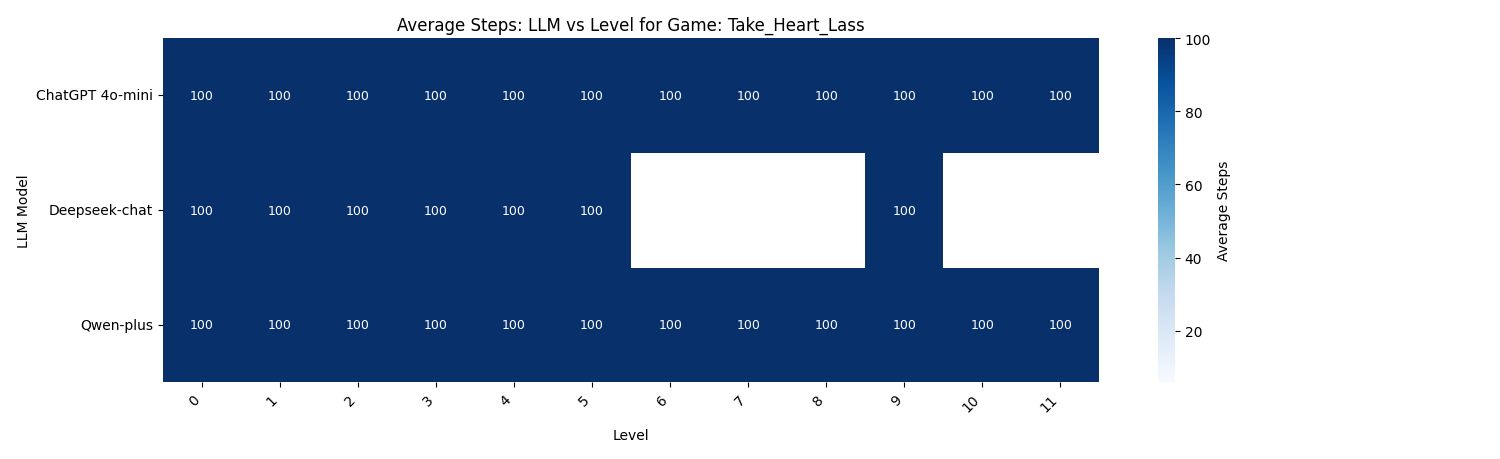 Average Steps: LLM vs Level for Game: Take_Heart_Lass
LLM Model
ChatGPT 4o-mini 100 100 100 100 100 100 100 100 100 100 100 100
Deepseek-chat 100 100 100 100 100 100 100
Qwen-plus 100 100 100 100 100 100 100 100 100 100 100 100
0 1 2 3 4 5 6 7 8 9 10 11
Level
100
80
60
40
20
Average Steps